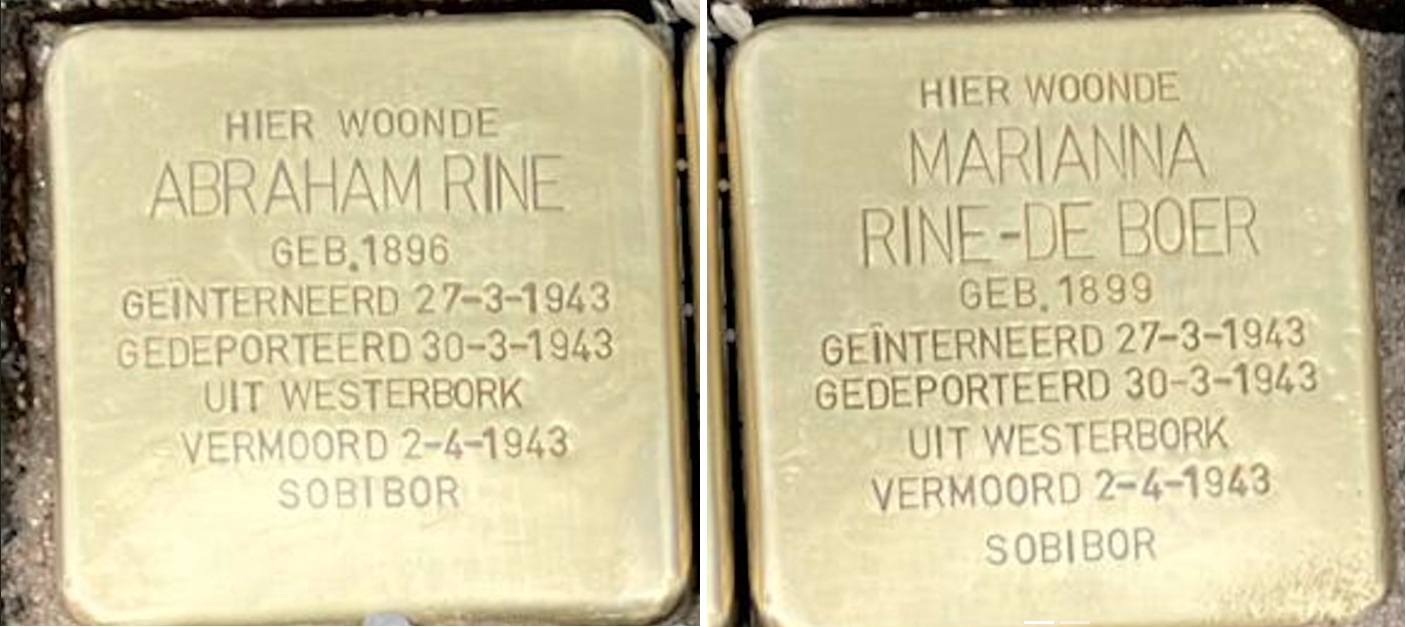 HIER WOONDE
ABRAHAM RINE
GEB.1896
GEÏNTERNEERD 27-3-1943
GEDEPORTEERD 30-3-1943
UIT WESTERBORK
VERMOORD 2-4-1943
SOBIBOR
HIER WOONDE
MARIANNA
RINE-DE BOER
GEB.1899
GEÏNTERNEERD 27-3-1943
GEDEPORTEERD 30-3-1943
UIT WESTERBORK
VERMOORD 2-4-1943
SOBIBOR